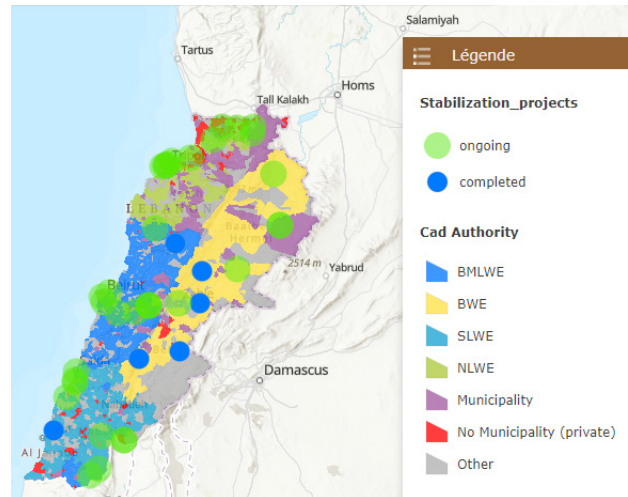 Salamiyah
Tartus
Homs
Tall Kalakh
LEBANON
2514 m
Yabrud
Beirut
Damascus
Légende
Stabilization_projects
ongoing
completed
Cad Authority
BMLWE
BWE
SLWE
NLWE
Municipality
No Municipality (private)
Other